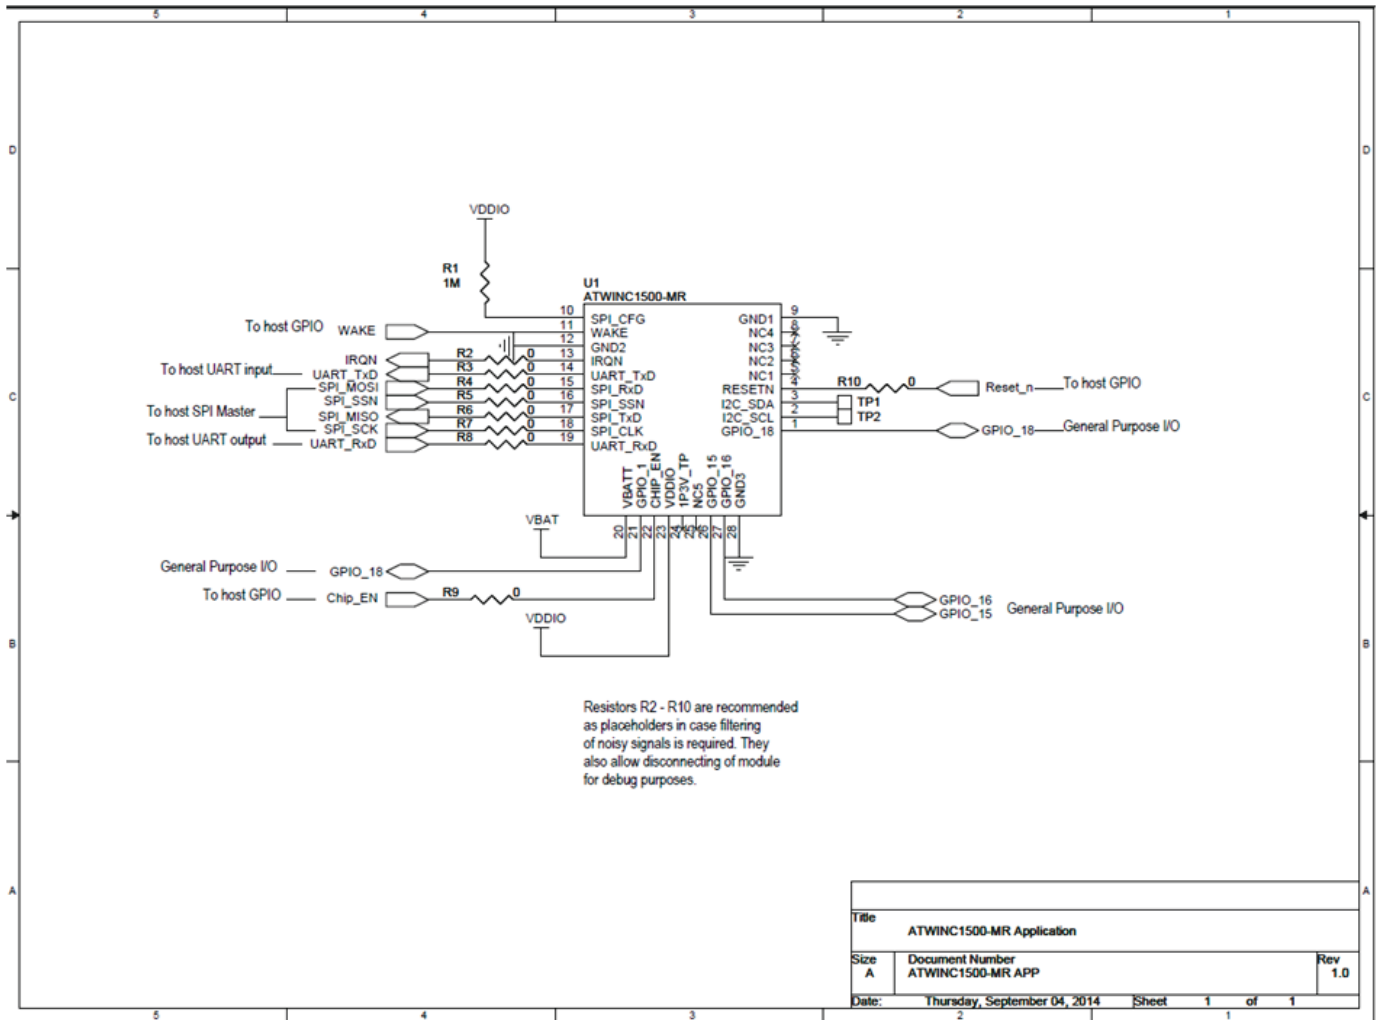 5 4 3 2 1
D D
VDDIO
R1
1M
U1
ATWINC1500-MR
10 SPI_CFG GND1 9
To host GPIO WAKE 11 WAKE NC4 8
12 GND2 NC3
IRQN R2 0 13 IRQN NC2
To host UART input UART_TxD R3 0 14 UART_TxD NC1
SPI_MOSI R4 0 15 SPI_RxD RESETN 4 R10 0 Reset_n To host GPIO
C SPI_SSN R5 0 16 SPI_SSN I2C_SDA 3 TP1 C
To host SPI Master SPI_MISO R6 0 17 SPI_TxD I2C_SCL 2 TP2
SPI_SCK R7 0 18 SPI_CLK GPIO_18 1 GPIO_18 General Purpose I/O
To host UART output UART_RxD R8 0 19 UART_RxD
VBATT GPIO_1 CHIP_EN VDDIO 1P3V_TP NC5 GPIO_15 GPIO_16 GND3
20 21 22 23 24 25 26 27 28
VBAT
General Purpose I/O GPIO_18
To host GPIO Chip_EN R9 0
GPIO_16
GPIO_15 General Purpose I/O
VDDIO
B B
Resistors R2 - R10 are recommended
as placeholders in case filtering
of noisy signals is required. They
also allow disconnecting of module
for debug purposes.
A A
Title
ATWINC1500-MR Application
Size Document Number Rev
A ATWINC1500-MR APP 1.0
Date: Thursday, September 04, 2014 Sheet 1 of 1
5 4 3 2 1